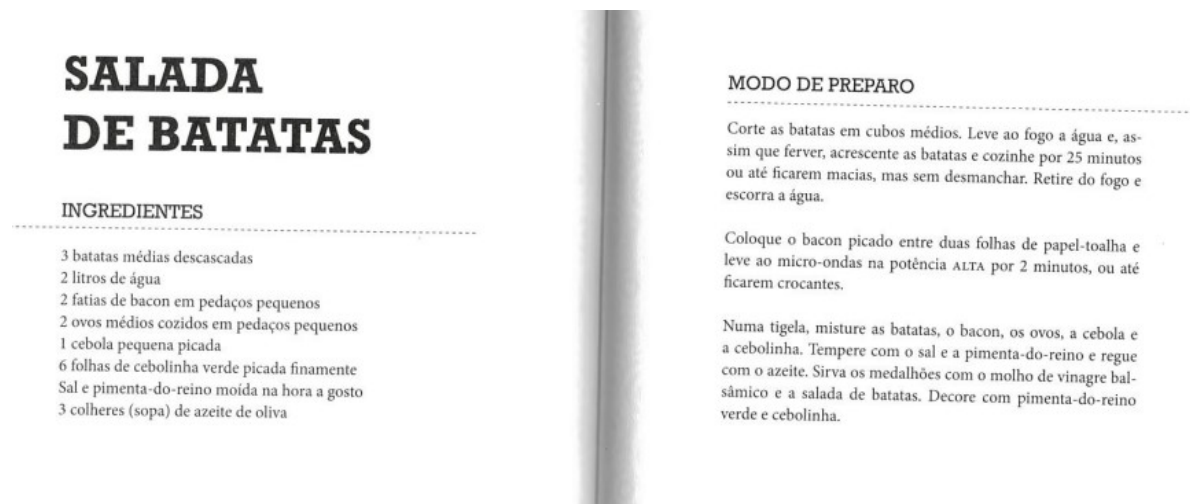 SALADA
DE BATATAS
INGREDIENTES
3 batatas médias descascadas
2 litros de água
2 fatias de bacon em pedaços pequenos
2 ovos médios cozidos em pedaços pequenos
1 cebola pequena picada
6 folhas de cebolinha verde picada finamente
Sal e pimenta-do-reino moída na hora a gosto
3 colheres (sopa) de azeite de oliva
MODO DE PREPARO
Corte as batatas em cubos médios. Leve ao fogo a água e, as-
sim que ferver, acrescente as batatas e cozinhe por 25 minutos
ou até ficarem macias, mas sem desmanchar. Retire do fogo e
escorra a água.
Coloque o bacon picado entre duas folhas de papel-toalha e
leve ao micro-ondas na potência ALTA por 2 minutos, ou até
ficarem crocantes.
Numa tigela, misture as batatas, o bacon, os ovos, a cebola e
a cebolinha. Tempere com o sal e a pimenta-do-reino e regue
com o azeite. Sirva os medalhões com o molho de vinagre bal-
sâmico e a salada de batatas. Decore com pimenta-do-reino
verde e cebolinha.